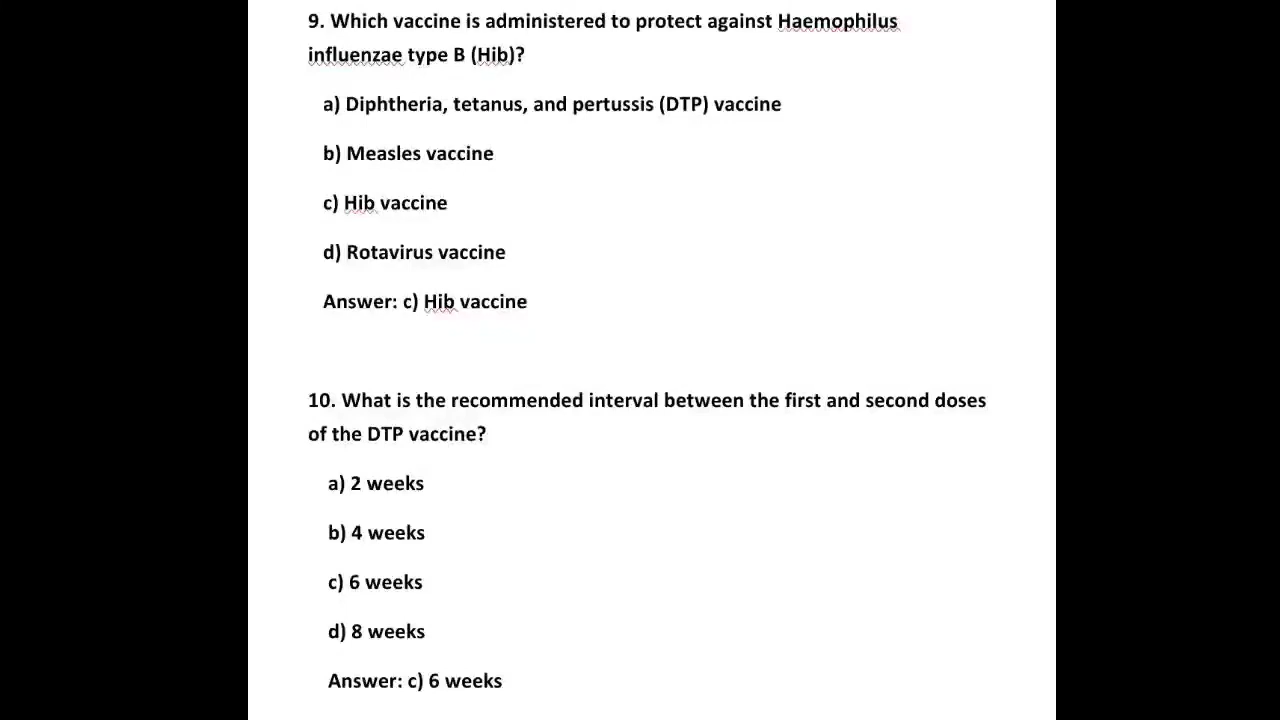 9. Which vaccine is administered to protect against Haemophilus
influenzae type B (Hib)?
a) Diphtheria, tetanus, and pertussis (DTP) vaccine
b) Measles vaccine
c) Hib vaccine
d) Rotavirus vaccine
Answer: c) Hib vaccine
10. What is the recommended interval between the first and second doses
of the DTP vaccine?
a) 2 weeks
b) 4 weeks
c) 6 weeks
d) 8 weeks
Answer: c) 6 weeks